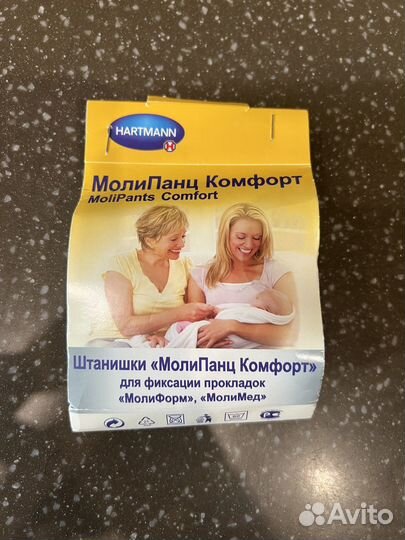 HARTMANN
МолиПанц Комфорт
MoliPants Comfort
Штанишки «МолиПанц Комфорт»
для фиксации прокладок
«МолиФорм», «МолиМед»
Avito